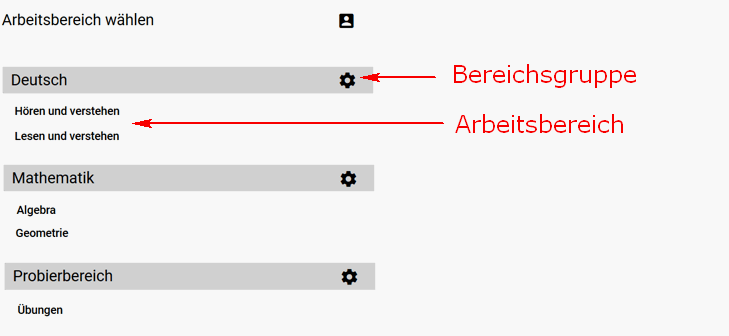 Arbeitsbereich wählen
Deutsch
Bereichsgruppe
Hören und verstehen
Arbeitsbereich
Lesen und verstehen
Mathematik
Algebra
Geometrie
Probierbereich
Übungen